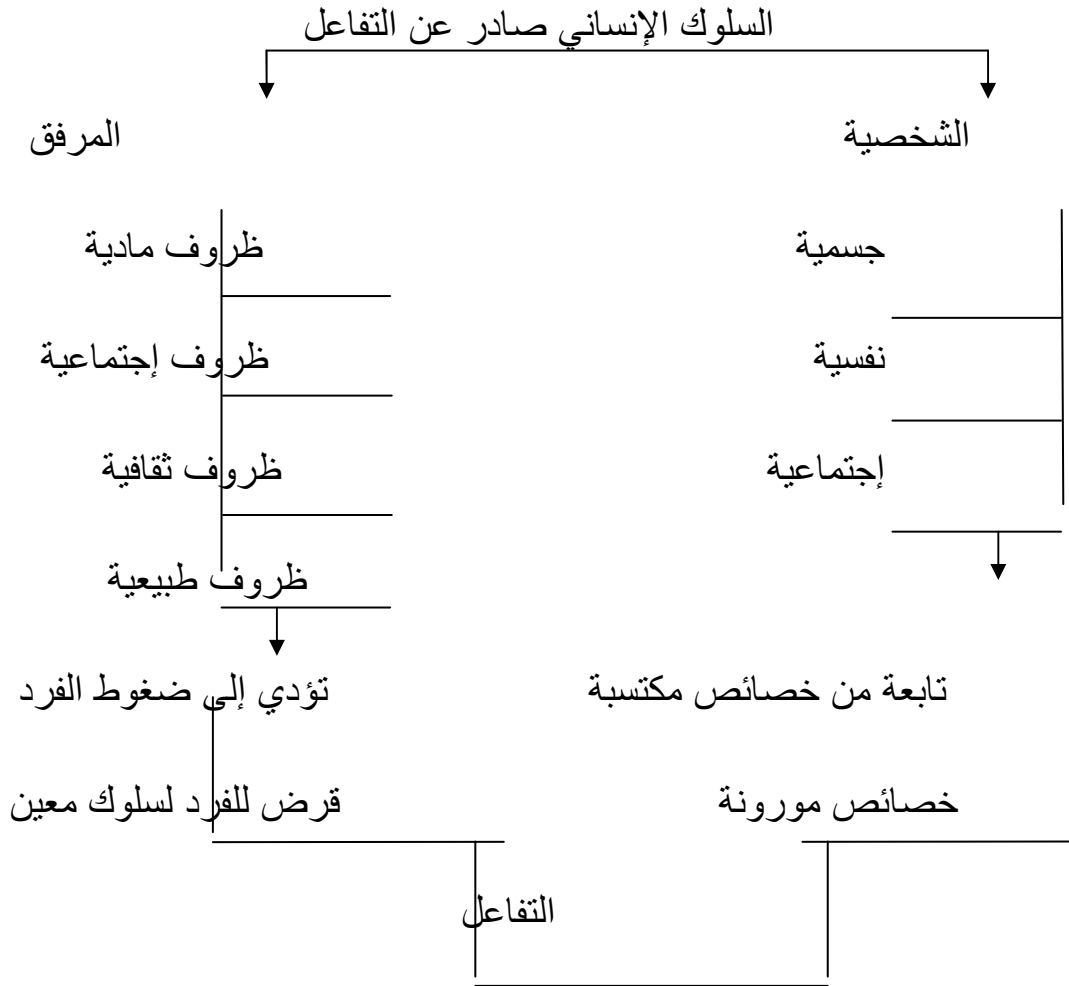 السلوك الإنساني صادر عن التفاعل
الشخصية المرفق
جسمية ظروف مادية
نفسية ظروف إجتماعية
إجتماعية ظروف ثقافية
ظروف طبيعية
تابعة من خصائص مكتسبة تؤدي إلى ضغوط الفرد
خصائص مورونة قرض للفرد لسلوك معين
التفاعل